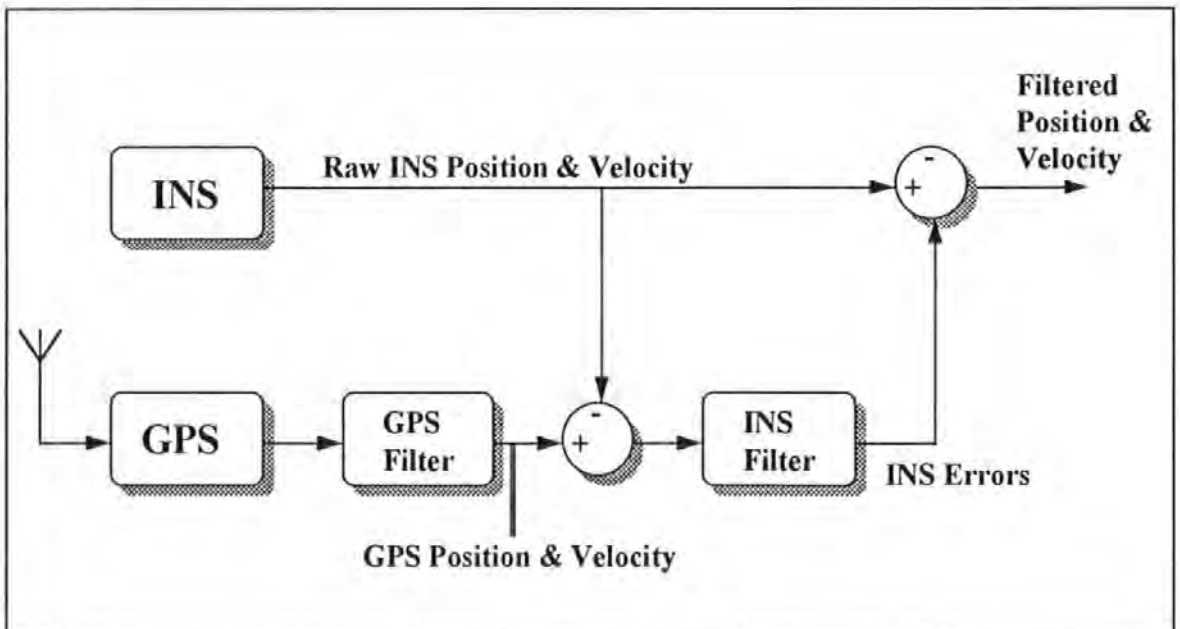 Filtered
Position &
Velocity
INS
Raw INS Position & Velocity
-
+
GPS
GPS
Filter
-
+
INS
Filter
INS Errors
GPS Position & Velocity